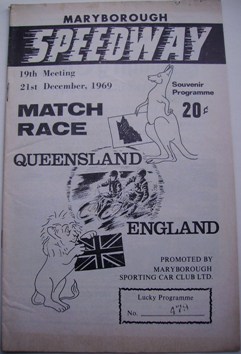 MARYBOROUGH
SPEEDWAY
19th Meeting
21st December, 1969
Souvenir
Programme
20¢
MATCH
RACE
QUEENSLAND
ENGLAND
PROMOTED BY
MARYBOROUGH
SPORTING CAR CLUB LTD.
Lucky Programme
No.